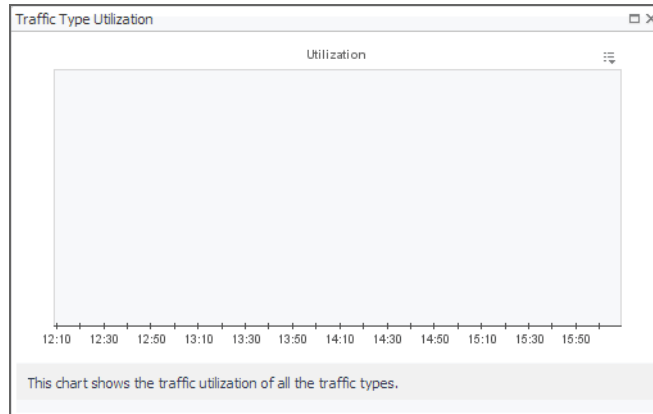 Traffic Type Utilization
Utilization
12:10 12:30 12:50 13:10 13:30 13:50 14:10 14:30 14:50 15:10 15:30 15:50
This chart shows the traffic utilization of all the traffic types.